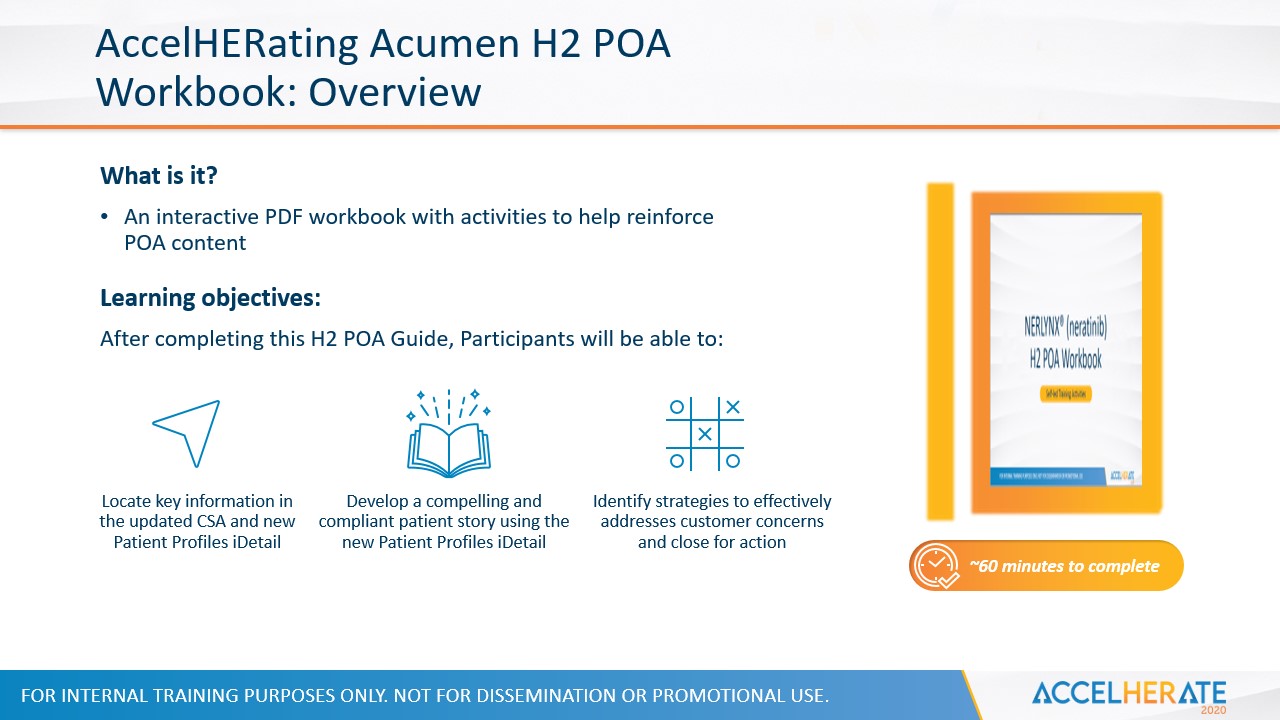 AccelHERating Acumen H2 POA
Workbook: Overview
What is it?
• An interactive PDF workbook with activities to help reinforce
POA content
Learning objectives:
After completing this H2 POA Guide, Participants will be able to:
Locate key information in
the updated CSA and new
Patient Profiles iDetail
Develop a compelling and
compliant patient story using the
new Patient Profiles iDetail
Identify strategies to effectively
addresses customer concerns
and close for action
NERLYNX® (neratinib)
H2 POA Workbook
Self-led Training Activities
ACCELHERATE
~60 minutes to complete
FOR INTERNAL TRAINING PURPOSES ONLY. NOT FOR DISSEMINATION OR PROMOTIONAL USE.
ACCELHERATE
2020